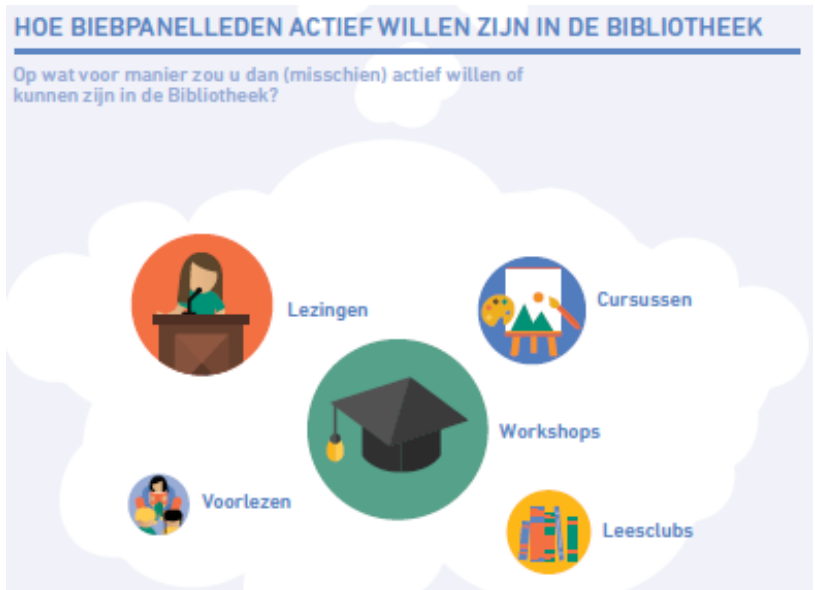 HOE BIEBPANELLEDEN ACTIEF WILLEN ZIJN IN DE BIBLIOTHEEK
Op wat voor manier zou u dan (misschien) actief willen of
kunnen zijn in de Bibliotheek?
Lezingen
Cursussen
Workshops
Voorlezen
Leesclubs